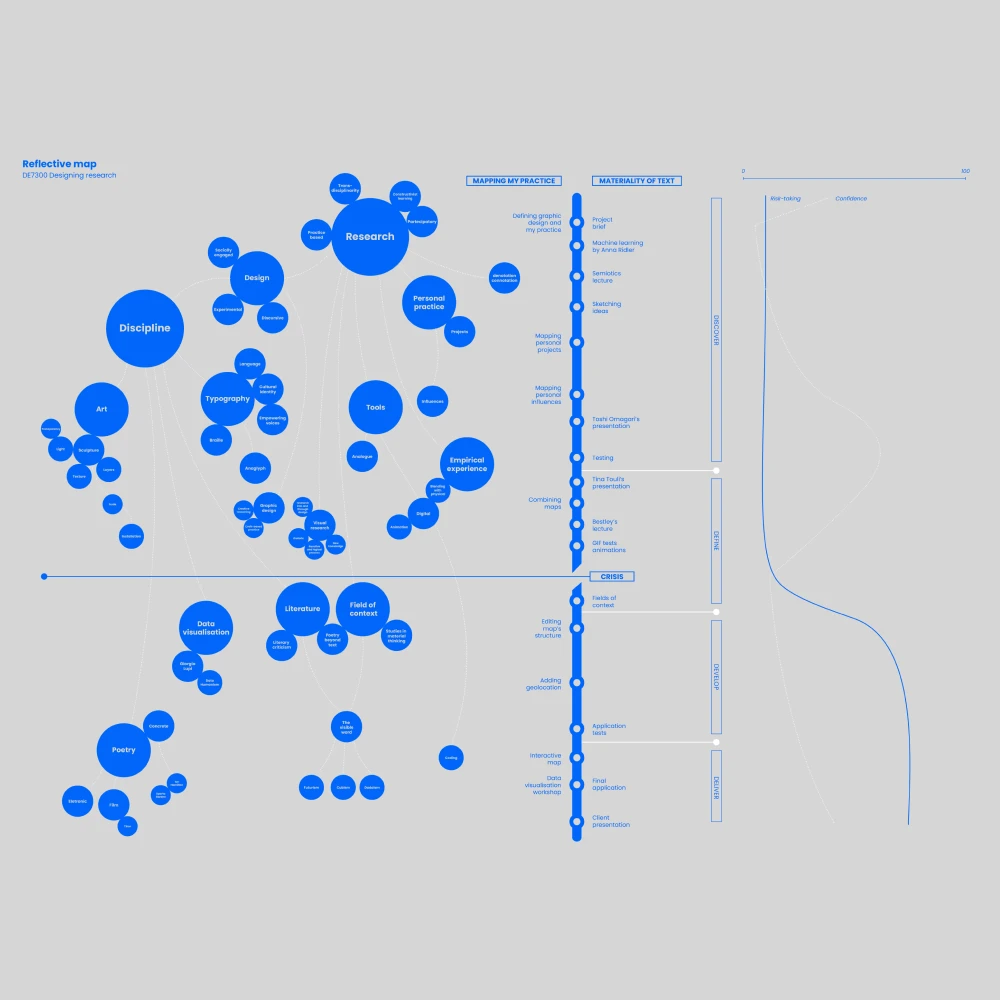 Reflective map
DE7300 Designing research
MAPPING MY PRACTICE
MATERIALITY OF TEXT
0
100
Risk-taking
Confidence
Trans-
disciplinarity
learning
Participatory
Practice
based
Research
Socially
engaged
Design
Experimental
Discursive
denotation
connotation
Personal
practice
Projects
Discipline
Language
Typography
Cultural
identity
Empowering
voices
Braille
Anaglyph
Tools
Influences
Analogue
Art
Light
Sculpture
Texture
Layers
Installation
Empirical
experience
Blending
with
physical
Digital
Graphic
design
Visual
research
Defining graphic
design and
my practice
Project
brief
Machine learning
by Anna Ridler
Semiotics
lecture
Sketching
ideas
Mapping
personal
projects
Mapping
personal
influences
Toshi Omagari's
presentation
Testing
Tina Touli's
presentation
Combining
maps
Bestley's
lecture
GIF tests
animations
DISCOVER
DEFINE
CRISIS
Fields of
context
Editing
map's
structure
Adding
geolocation
Application
tests
Interactive
map
Data
visualisation
workshop
Final
application
Client
presentation
DEVELOP
DELIVER
Literature
Field of
context
Literary
criticism
Poetry
beyond
text
Studies in
material
thinking
Data
visualisation
Giorgia
Lupi
Data
humanism
Concrete
Poetry
Film
The
visible
word
Futurism
Cubism
Dadaism
Coding